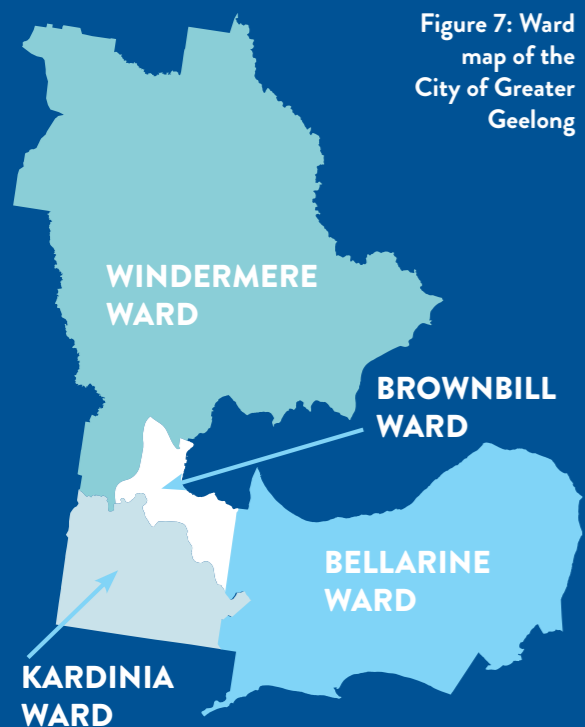 Figure 7: Ward
map of the
City of Greater
Geelong
WINDERMERE
WARD
BROWNBILL
WARD
BELLARINE
WARD
KARDINIA
WARD